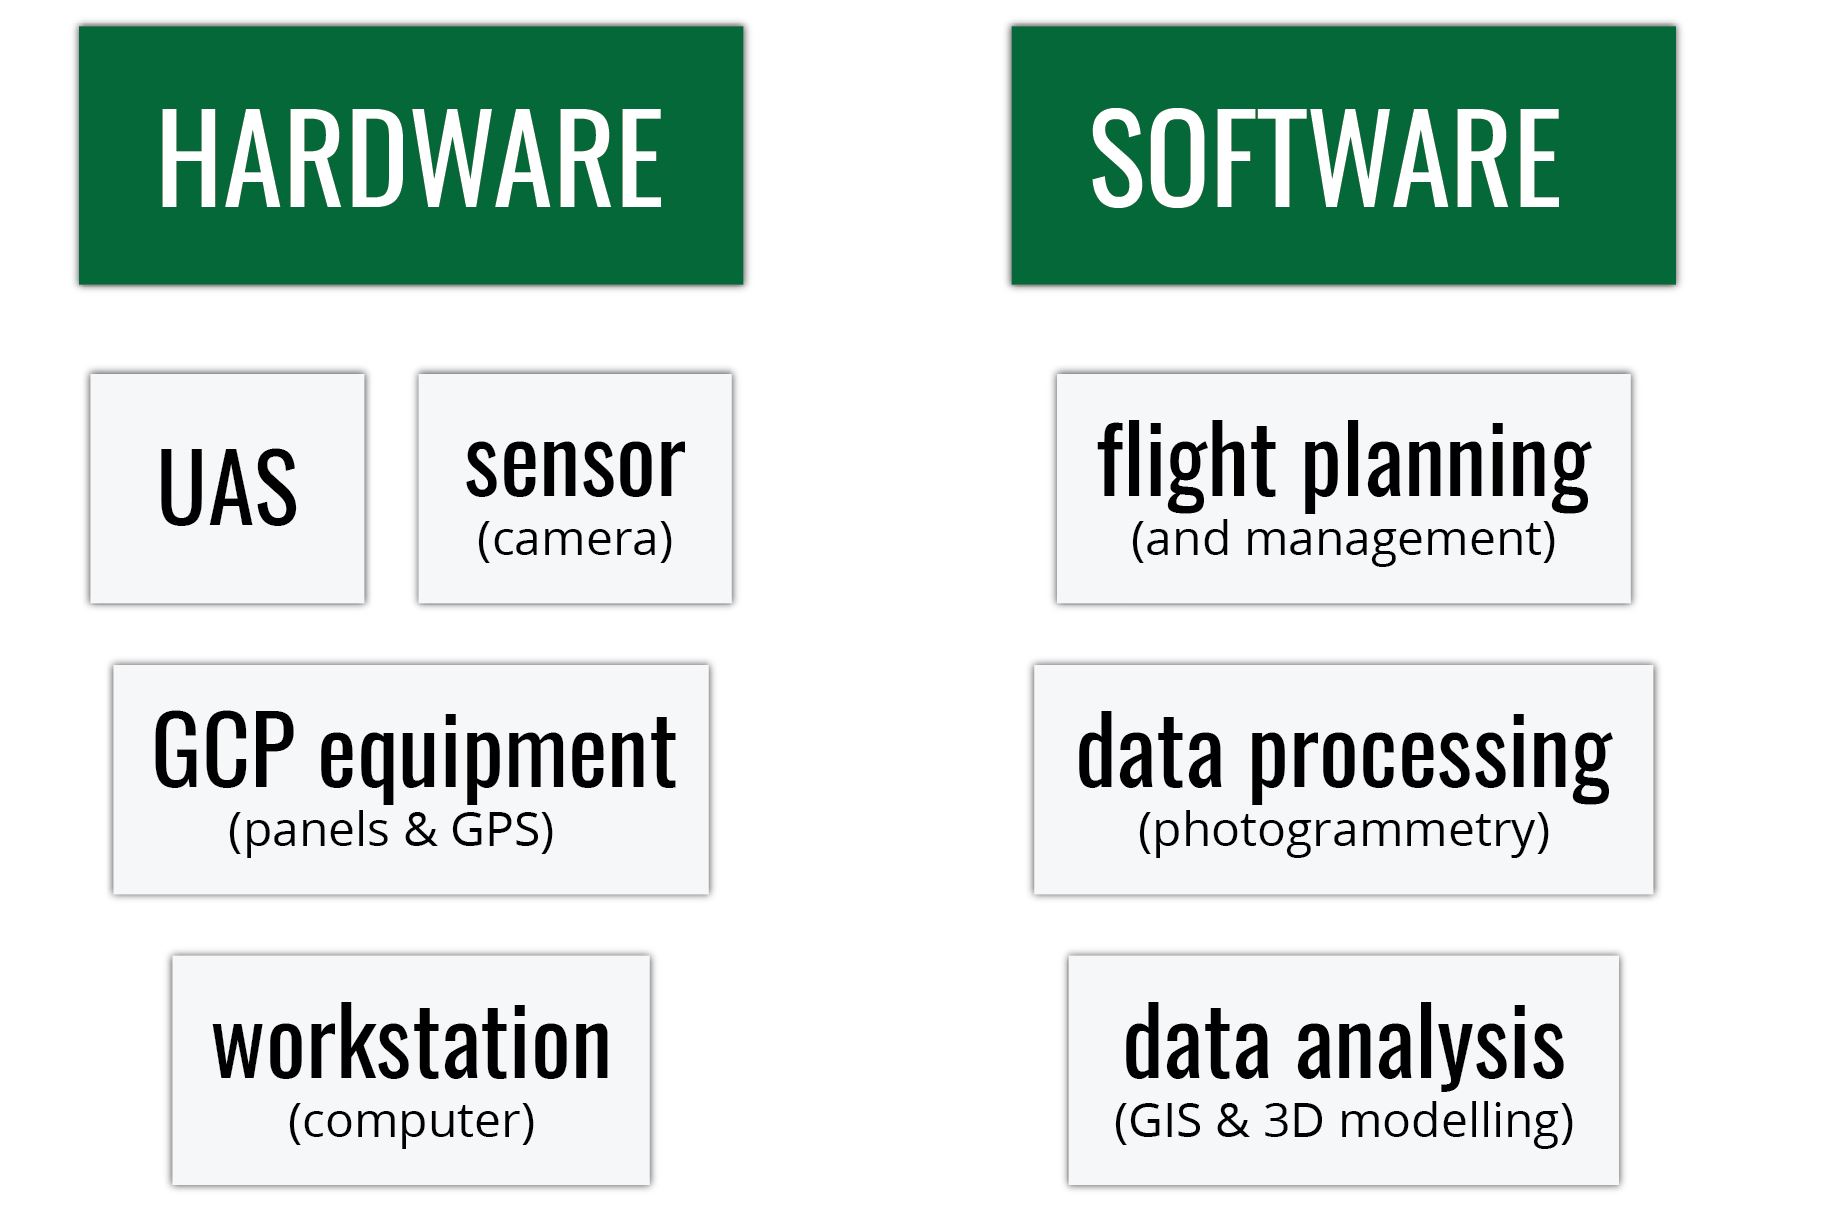 HARDWARE
SOFTWARE
UAS
sensor
(camera)
flight planning
(and management)
GCP equipment
(panels & GPS)
data processing
(photogrammetry)
workstation
(computer)
data analysis
(GIS & 3D modelling)